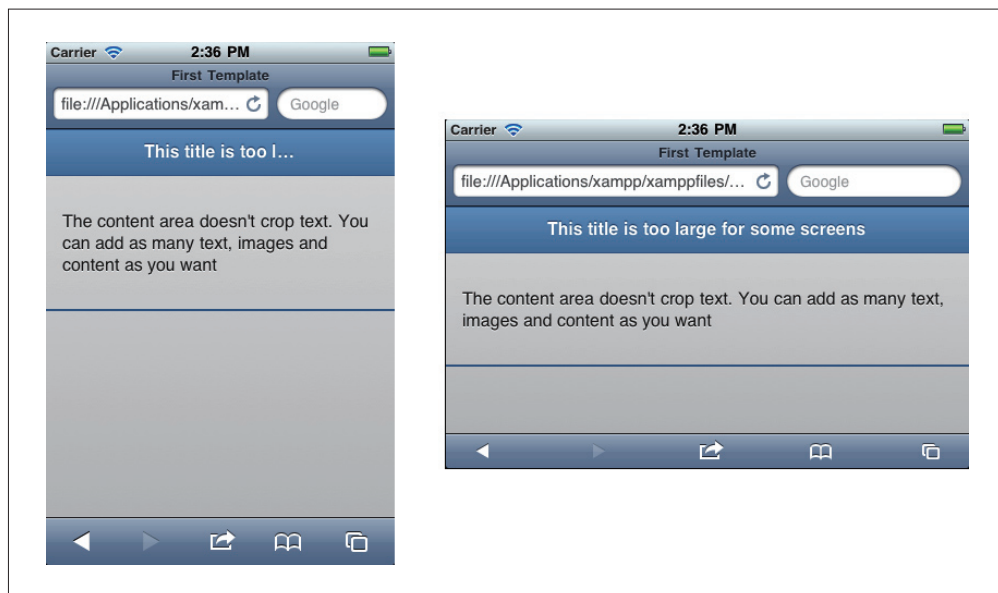 Carrier 2:36 PM
First Template
file:///Applications/xam... Google
This title is too l...
The content area doesn't crop text. You
can add as many text, images and
content as you want
Carrier 2:36 PM
First Template
file:///Applications/xampp/xamppfiles/... Google
This title is too large for some screens
The content area doesn't crop text. You can add as many text,
images and content as you want